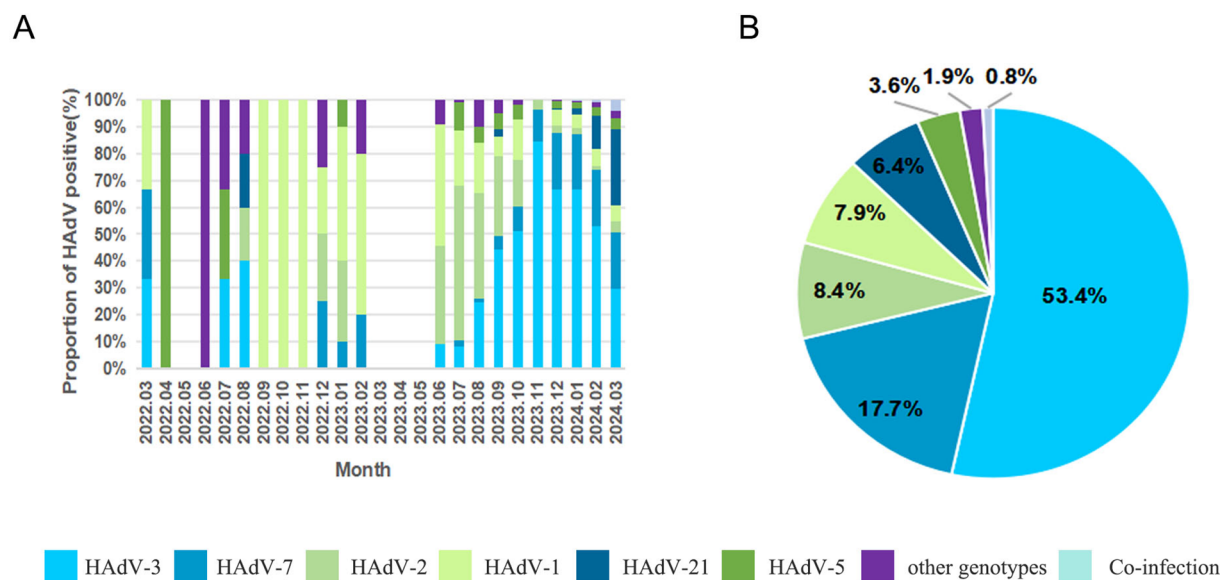 A
B
Proportion of HAdV positive(%)
100%
90%
80%
70%
60%
50%
40%
30%
20%
10%
0%
2022.03 2022.04 2022.05 2022.06 2022.07 2022.08 2022.09 2022.10 2022.11 2022.12 2023.01 2023.02 2023.03 2023.04 2023.05 2023.06 2023.07 2023.08 2023.09 2023.10 2023.11 2023.12 2024.01 2024.02 2024.03
Month
3.6% 1.9% 0.8%
6.4%
7.9%
8.4%
53.4%
17.7%
HAdV-3 HAdV-7 HAdV-2 HAdV-1 HAdV-21 HAdV-5 other genotypes Co-infection